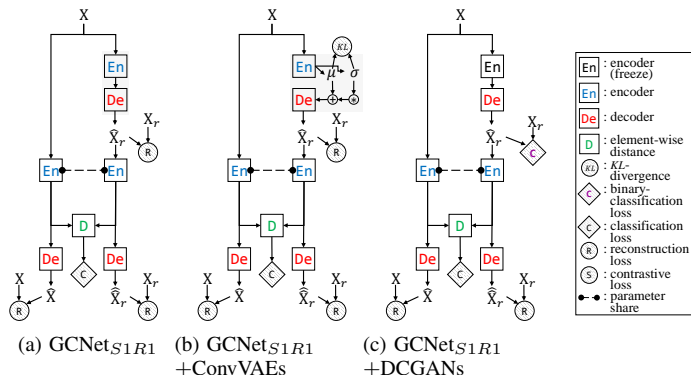 X
En
De
X̂r
Xr
R
En
En
D
De
De
C
X
X̂
X̂̂r
Xr
R
R
(a) GCNetS1R1
X
KL
En
μ
σ
De
+
*
X̂r
Xr
R
En
En
D
De
De
C
X
X̂
X̂̂r
Xr
R
R
(b) GCNetS1R1
+ConvVAEs
X
En
De
X̂r
Xr
C
En
En
D
De
De
C
X
X̂
X̂̂r
Xr
R
R
(c) GCNetS1R1
+DCGANs
En : encoder
(freeze)
En : encoder
De : decoder
D : element-wise
distance
KL : KL-
divergence
C : binary-
classification
loss
C : classification
loss
R : reconstruction
loss
S : contrastive
loss
: parameter
share